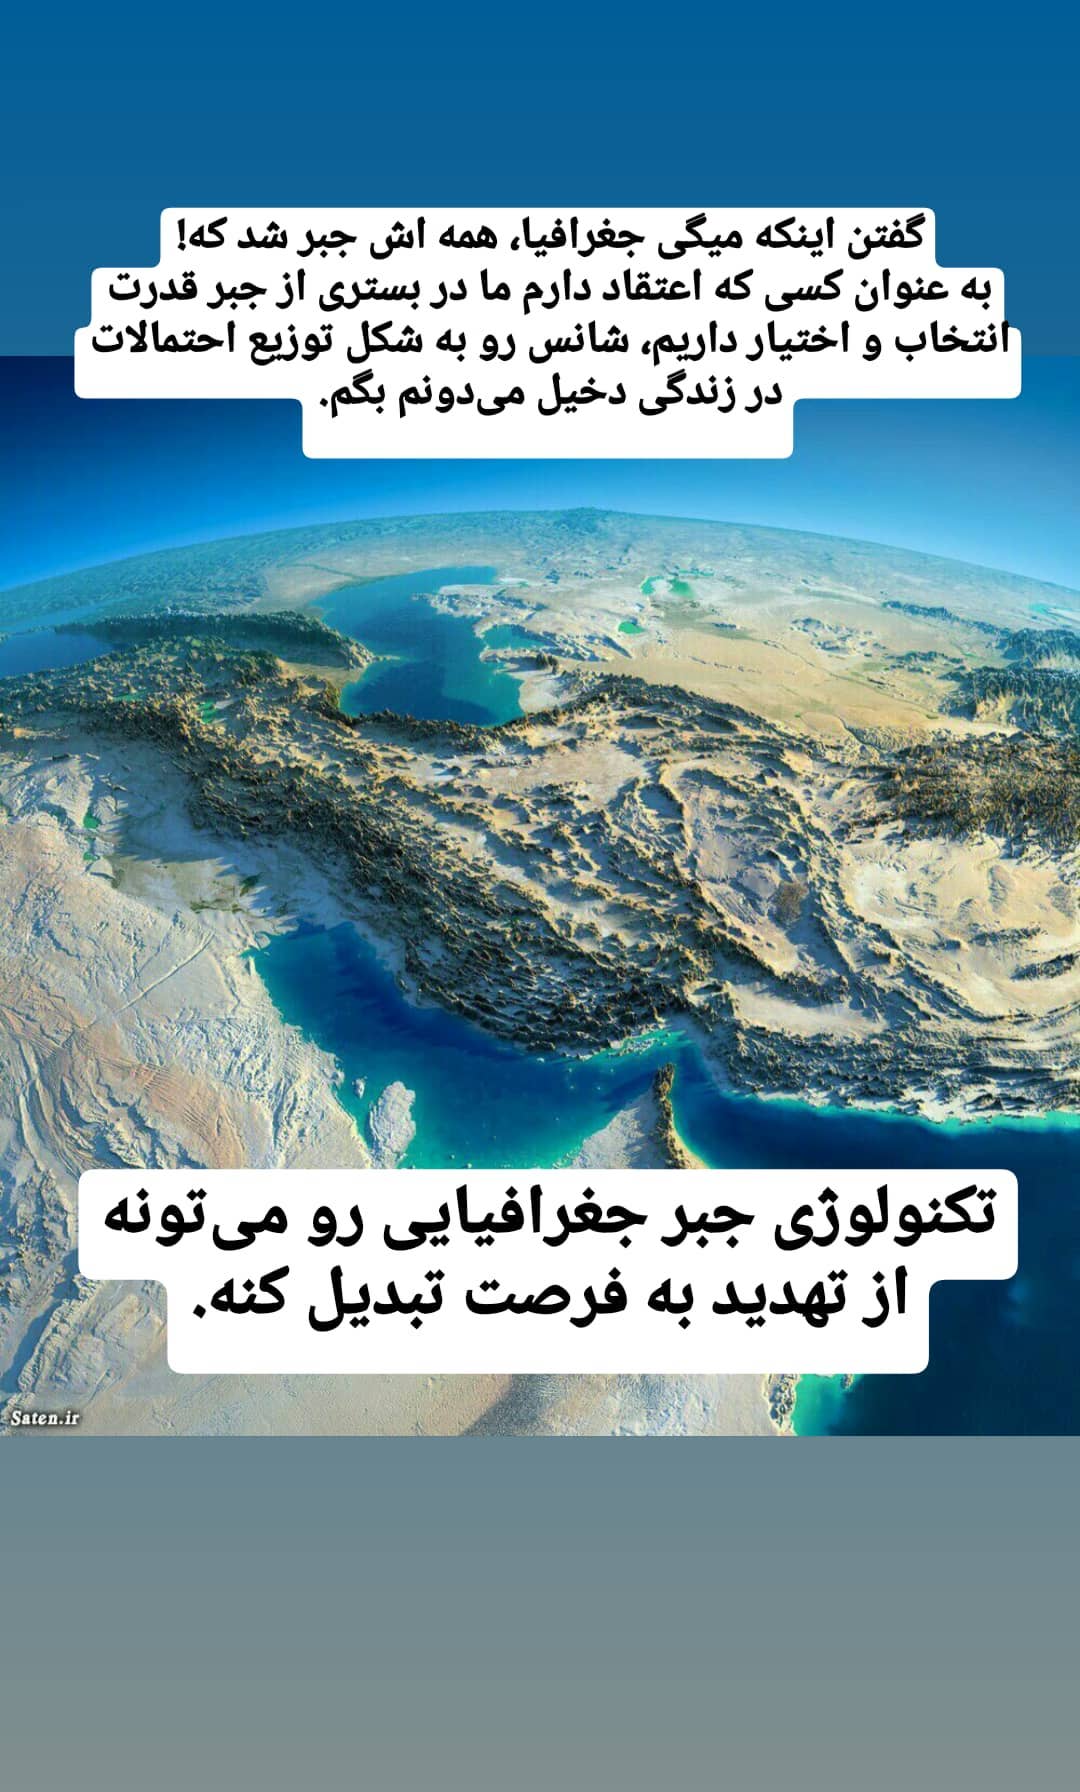 گفتن اینکه میگی جغرافیا، همه اش جبر شد که!
به عنوان کسی که اعتقاد دارم ما در بستری از جبر قدرت
انتخاب و اختیار داریم، شانس رو به شکل توزیع احتمالات
در زندگی دخیل می‌دونم بگم.
تکنولوژی جبر جغرافیایی رو می‌تونه
از تهدید به فرصت تبدیل کنه.
Saten.ir